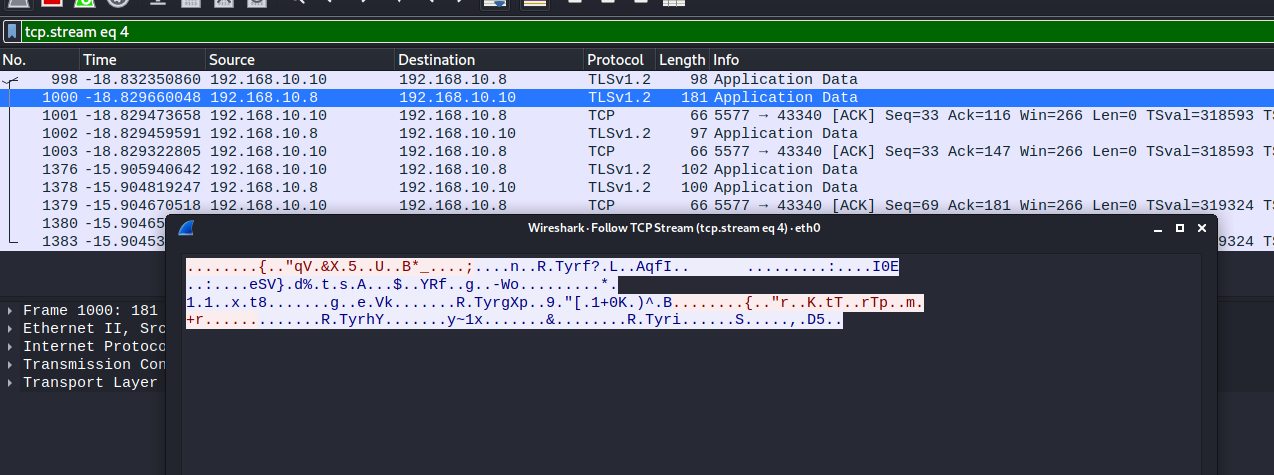 tcp.stream eq 4
No. Time Source Destination Protocol Length Info
998 -18.832350860 192.168.10.10 192.168.10.8 TLSv1.2 98 Application Data
1000 -18.829660048 192.168.10.8 192.168.10.10 TLSv1.2 181 Application Data
1001 -18.829473658 192.168.10.10 192.168.10.8 TCP 66 5577 → 43340 [ACK] Seq=33 Ack=116 Win=266 Len=0 TSval=318593 TS
1002 -18.829459591 192.168.10.8 192.168.10.10 TLSv1.2 97 Application Data
1003 -18.829322805 192.168.10.10 192.168.10.8 TCP 66 5577 → 43340 [ACK] Seq=33 Ack=147 Win=266 Len=0 TSval=318593 TS
1376 -15.905940642 192.168.10.10 192.168.10.8 TLSv1.2 102 Application Data
1378 -15.904819247 192.168.10.8 192.168.10.10 TLSv1.2 100 Application Data
1379 -15.904670518 192.168.10.10 192.168.10.8 TCP 66 5577 → 43340 [ACK] Seq=69 Ack=181 Win=266 Len=0 TSval=319324 TS
1380 -15.90465
1383 -15.90453 319324 TS
Wireshark · Follow TCP Stream (tcp.stream eq 4) · eth0
........{.."qV.&X.5..U..B*_....;....n..R.Tyrf?.L..AqfI.. .........:....I0E
..:....eSV}.d%.t.s.A...$..YRf..g..-Wo.........*.
1.1..x.t8.......g..e.Vk.......R.TyrgXp..9."[.1+0K.)^.B........{.."r..K.tT..rTp..m.
+r.............R.TyrhY.......y~1x.......&........R.Tyri......S.....,.D5..
Frame 1000: 181
Ethernet II, Src
Internet Protoco
Transmission Con
Transport Layer